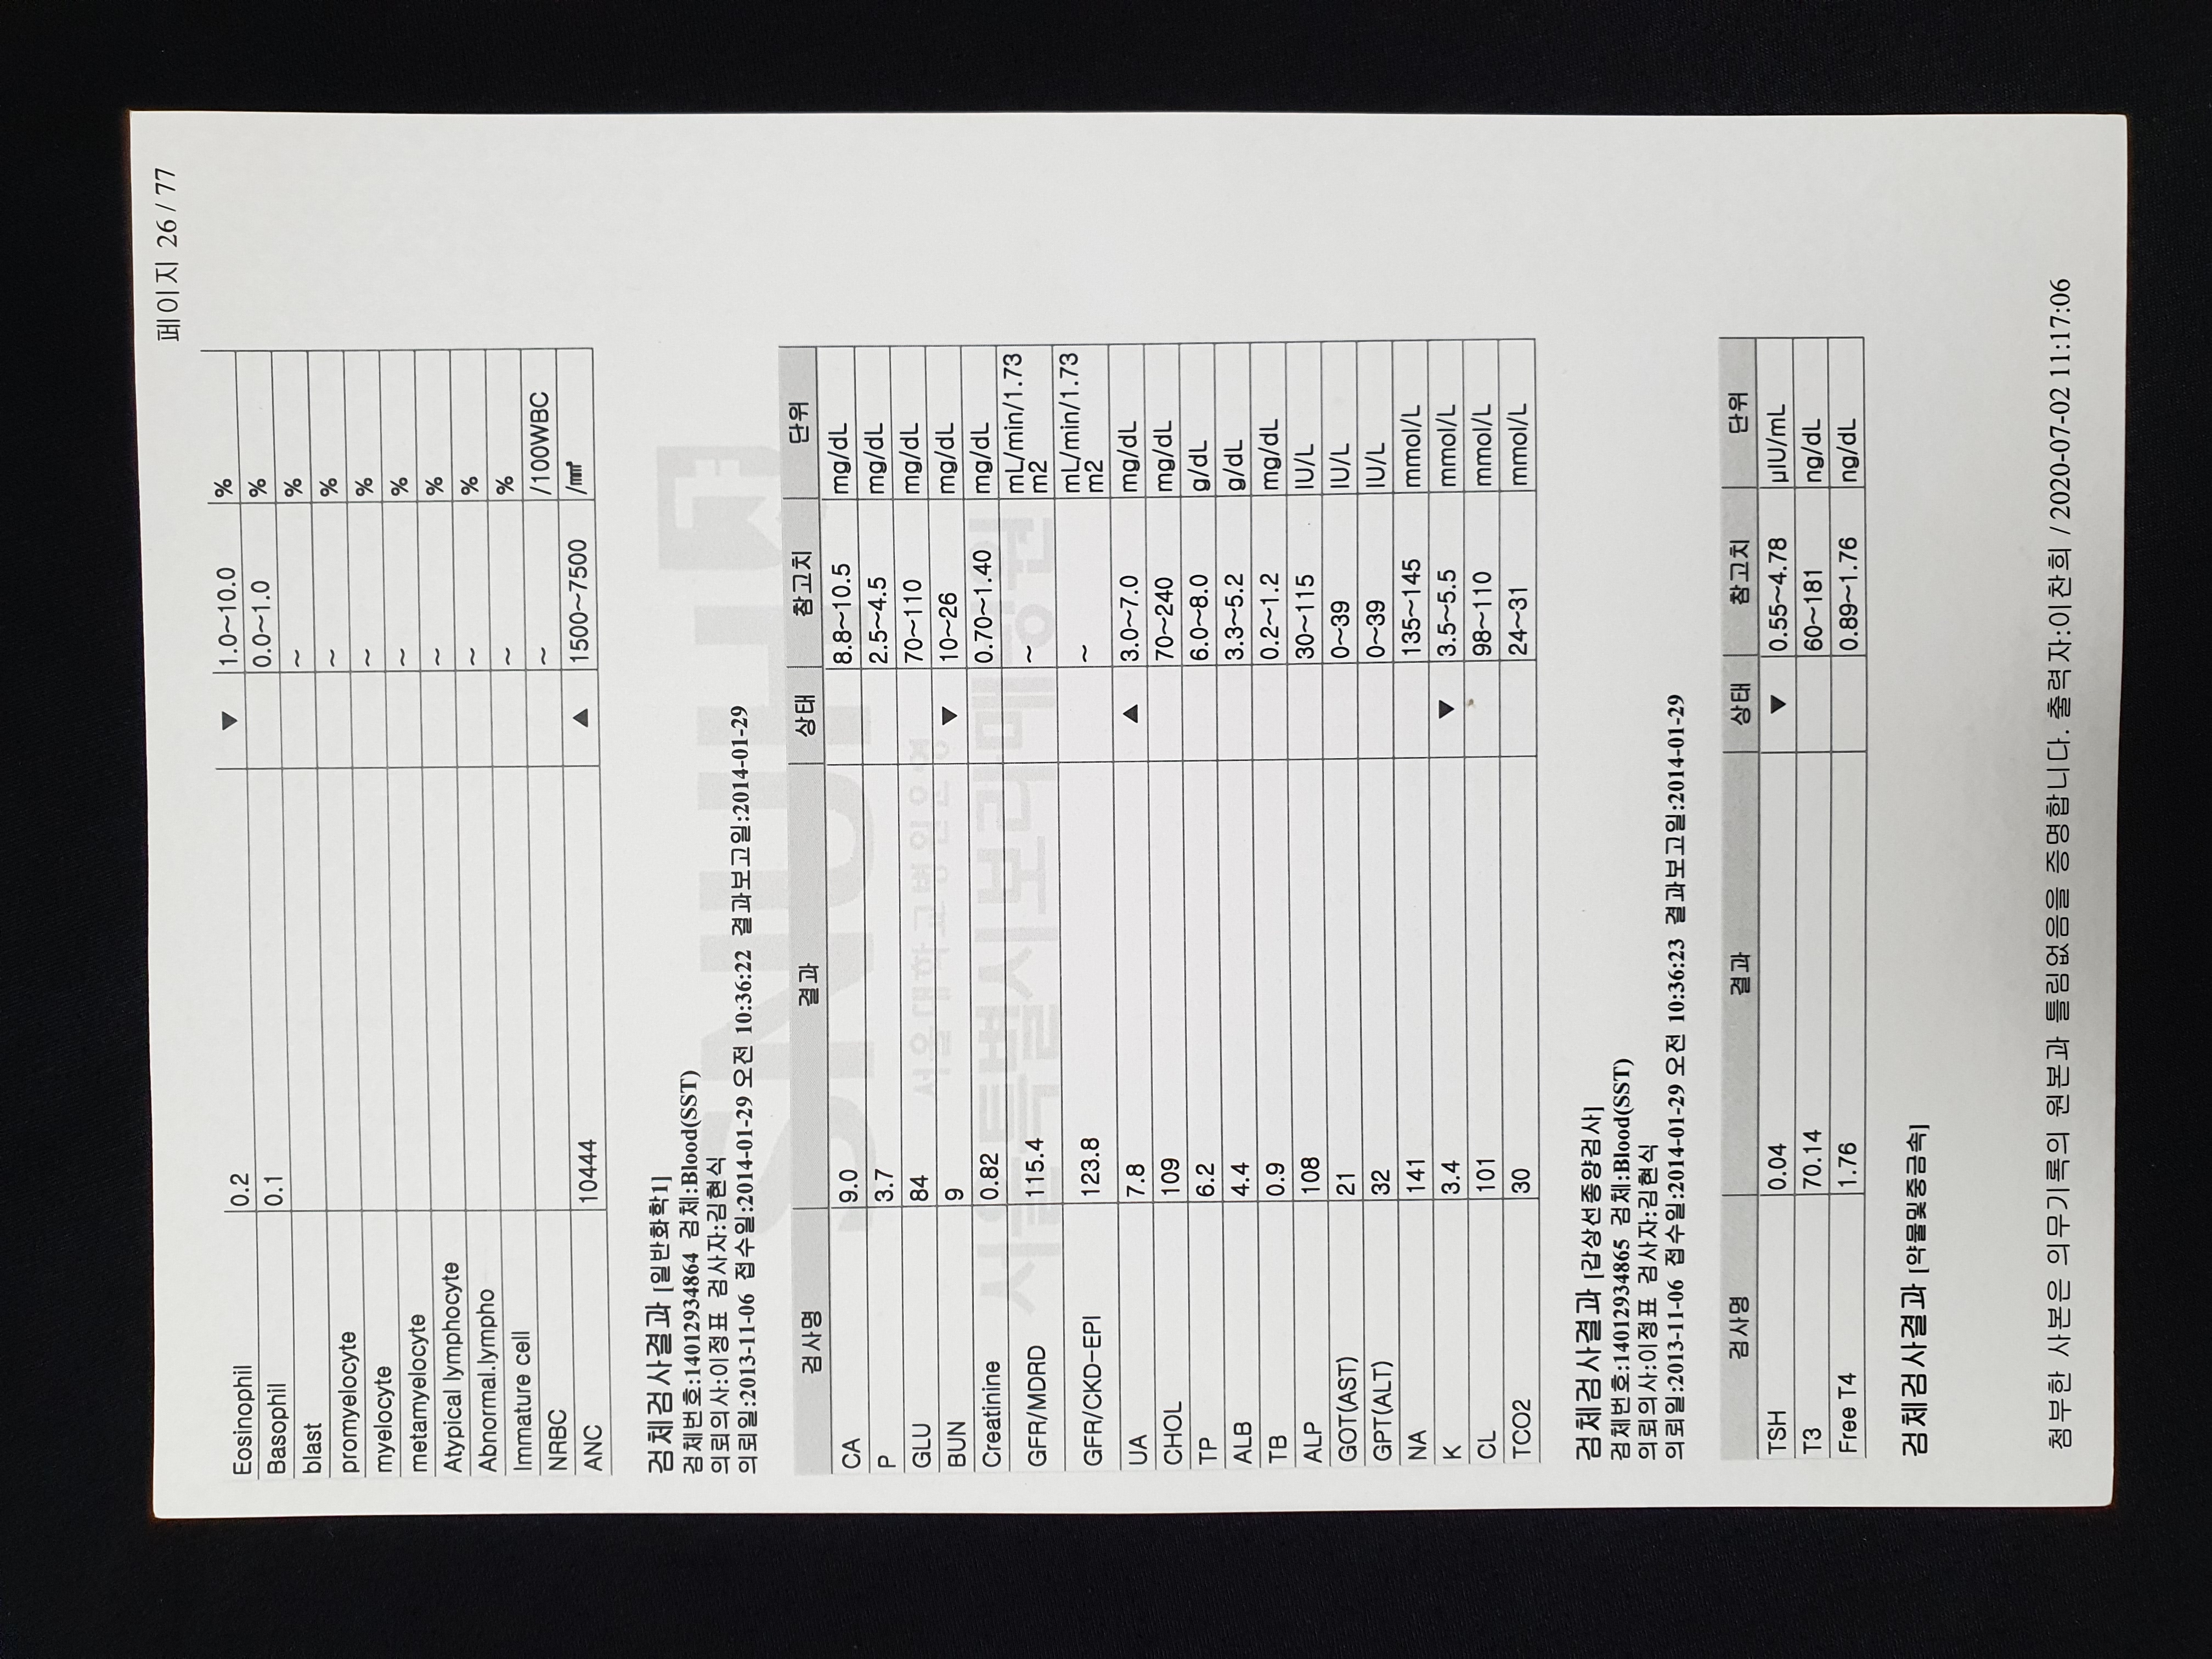 페이지 26 / 77
Eosinophil 0.2 ▼ 1.0~10.0 %
Basophil 0.1 0.0~1.0 %
blast ~ %
promyelocyte ~ %
myelocyte ~ %
metamyelocyte ~ %
Atypical lymphocyte ~ %
Abnormal.lympho ~ %
Immature cell ~ %
NRBC ~ /100WBC
ANC 10444 ▲ 1500~7500 /㎣
검체검사결과 [일반화학1]
검체번호:14012934864 검체:Blood(SST)
의뢰의사:이정표 검사자:김현식
의뢰일:2013-11-06 접수일:2014-01-29 오전 10:36:22 결과보고일:2014-01-29
SNUH
검사명 결과 상태 참고치 단위
CA 9.0 8.8~10.5 mg/dL
P 3.7 2.5~4.5 mg/dL
GLU 84 70~110 mg/dL
서울대학교병원운영
BUN 9 ▼ 10~26 mg/dL
Creatinine 0.82 0.70~1.40 mg/dL
서울특별시보라매병원
GFR/MDRD 115.4 ~ mL/min/1.73 m2
GFR/CKD-EPI 123.8 ~ mL/min/1.73 m2
UA 7.8 ▲ 3.0~7.0 mg/dL
CHOL 109 70~240 mg/dL
TP 6.2 6.0~8.0 g/dL
ALB 4.4 3.3~5.2 g/dL
TB 0.9 0.2~1.2 mg/dL
ALP 108 30~115 IU/L
GOT(AST) 21 0~39 IU/L
GPT(ALT) 32 0~39 IU/L
NA 141 135~145 mmol/L
K 3.4 ▼ 3.5~5.5 mmol/L
CL 101 98~110 mmol/L
TCO2 30 24~31 mmol/L
검체검사결과 [갑상선종양검사]
검체번호:14012934865 검체:Blood(SST)
의뢰의사:이정표 검사자:김현식
의뢰일:2013-11-06 접수일:2014-01-29 오전 10:36:23 결과보고일:2014-01-29
검사명 결과 상태 참고치 단위
TSH 0.04 ▼ 0.55~4.78 µIU/mL
T3 70.14 60~181 ng/dL
Free T4 1.76 0.89~1.76 ng/dL
검체검사결과 [약물및중금속]
첨부한 사본은 의무기록의 원본과 틀림없음을 증명합니다. 출력자:이찬희 / 2020-07-02 11:17:06